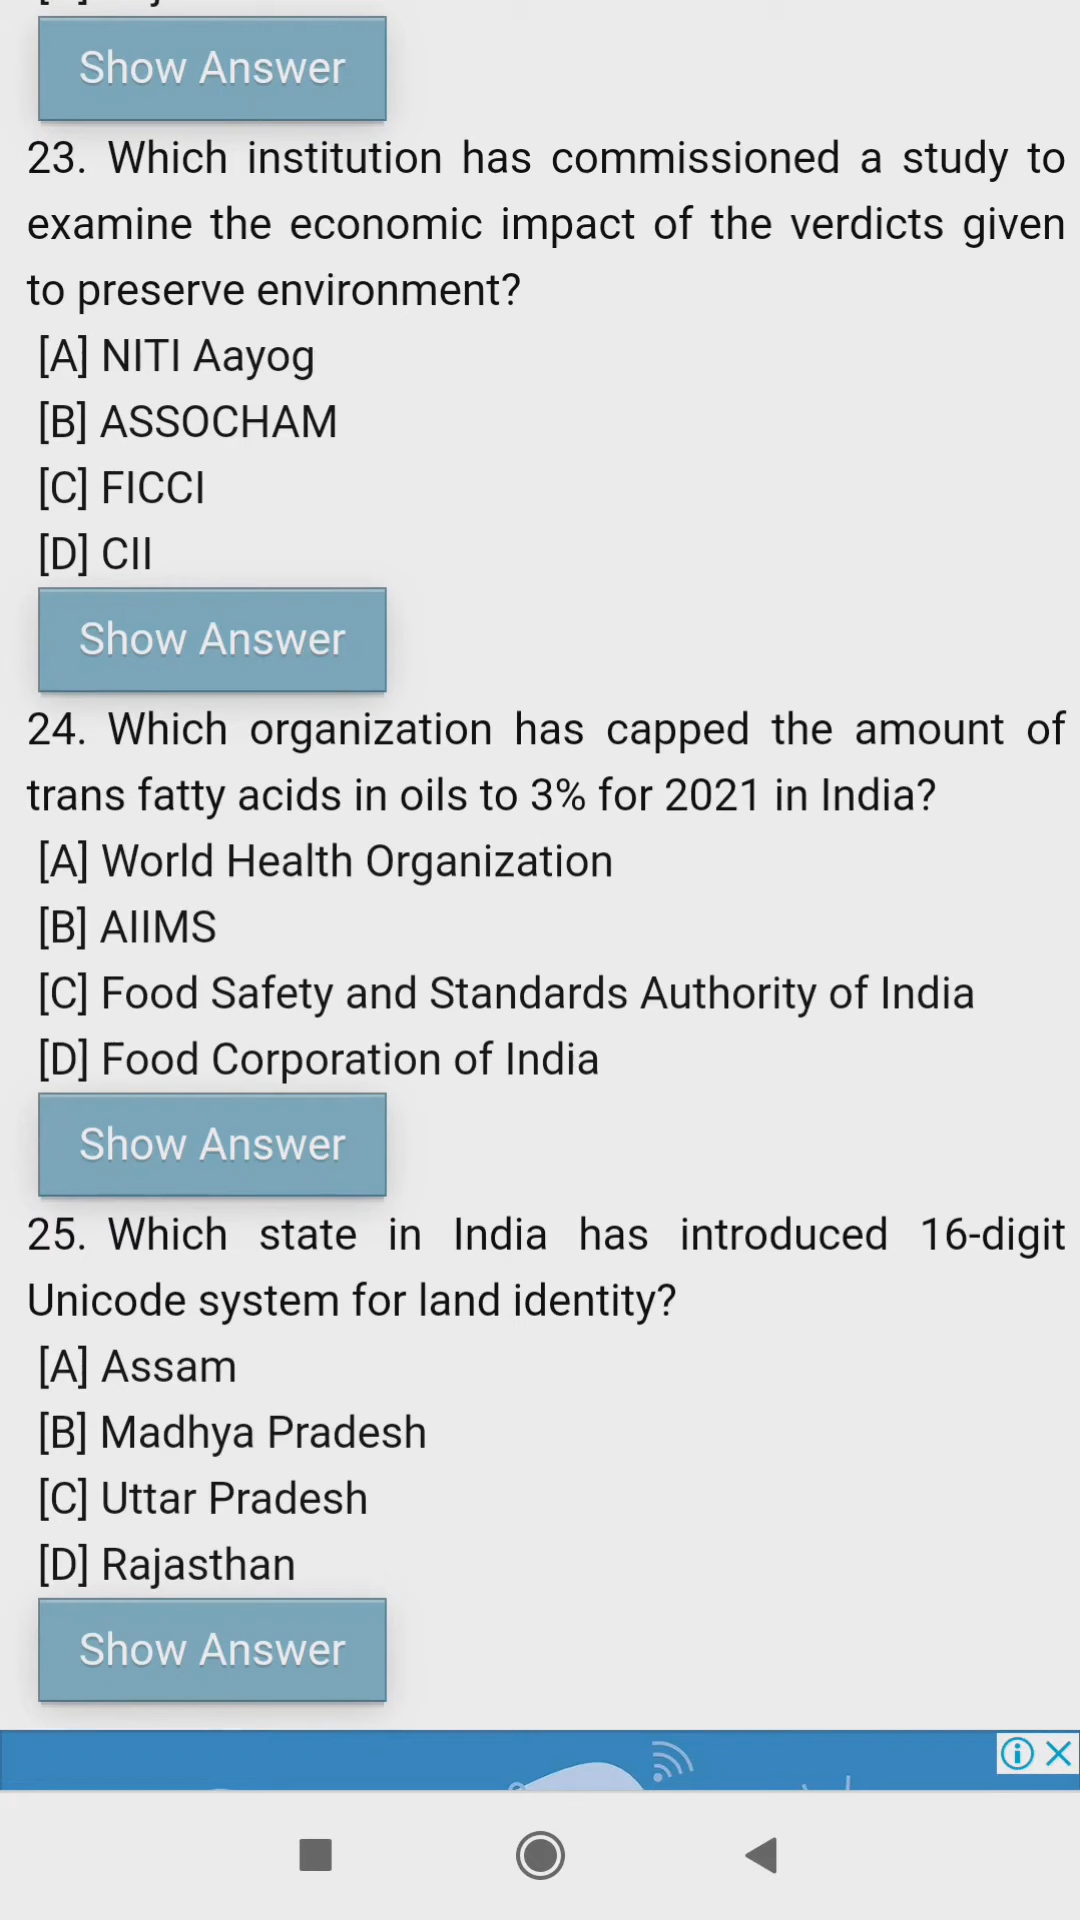 Show Answer
23. Which institution has commissioned a study to
examine the economic impact of the verdicts given
to preserve environment?
[A] NITI Aayog
[B] ASSOCHAM
[C] FICCI
[D] CII
Show Answer
24. Which organization has capped the amount of
trans fatty acids in oils to 3% for 2021 in India?
[A] World Health Organization
[B] AIIMS
[C] Food Safety and Standards Authority of India
[D] Food Corporation of India
Show Answer
25. Which state in India has introduced 16-digit
Unicode system for land identity?
[A] Assam
[B] Madhya Pradesh
[C] Uttar Pradesh
[D] Rajasthan
Show Answer